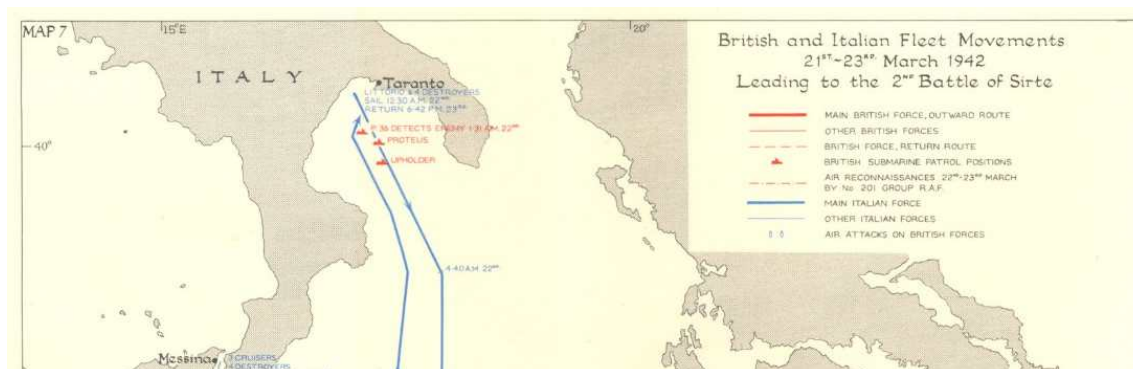 MAP 7
15°E
20°
British and Italian Fleet Movements
21ST-23RD March 1942
Leading to the 2ND Battle of Sirte
ITALY
Taranto
LITTORIO & 4 DESTROYERS
SAIL 12·30 A.M. 22ND
RETURN 6·42 P.M. 23RD
P.36 DETECTS ENEMY 1·31 A.M. 22ND
PROTEUS
UPHOLDER
40°
MAIN BRITISH FORCE, OUTWARD ROUTE
OTHER BRITISH FORCES
BRITISH FORCE, RETURN ROUTE
BRITISH SUBMARINE PATROL POSITIONS
AIR RECONNAISSANCES 22ND-23RD MARCH
BY No 201 GROUP R.A.F.
MAIN ITALIAN FORCE
OTHER ITALIAN FORCES
AIR ATTACKS ON BRITISH FORCES
4·40 A.M. 22ND
Messina
3 CRUISERS
4 DESTROYERS